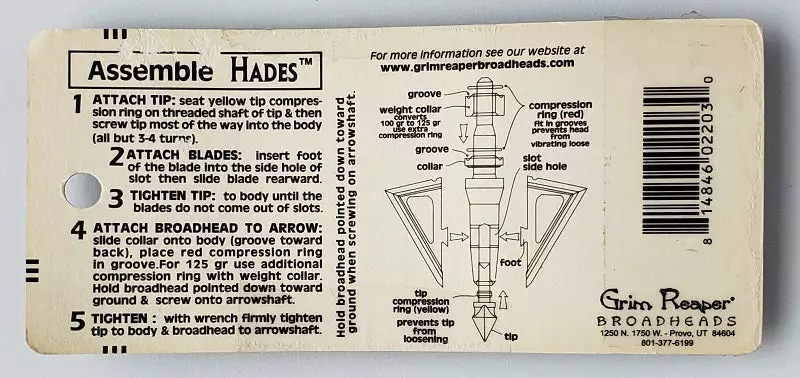 Assemble HADES™
1 ATTACH TIP: seat yellow tip compres-
sion ring on threaded shaft of tip & then
screw tip most of the way into the body
(all but 3-4 turns).
2 ATTACH BLADES: insert foot
of the blade into the side hole of
slot then slide blade rearward.
3 TIGHTEN TIP: to body until the
blades do not come out of slots.
4 ATTACH BROADHEAD TO ARROW:
slide collar onto body (groove toward
back), place red compression ring
in groove.For 125 gr use additional
compression ring with weight collar.
Hold broadhead pointed down toward
ground & screw onto arrowshaft.
5 TIGHTEN : with wrench firmly tighten
tip to body & broadhead to arrowshaft.
Hold broadhead pointed down toward
ground when screwing on arrowshaft.
For more information see our website at
www.grimreaperbroadheads.com
groove
weight collar
converts
100 gr to 125 gr
use extra
compression ring
groove
collar
compression
ring (red)
fit in grooves
prevents head
from
vibrating loose
slot
side hole
foot
tip
compression
ring (yellow)
prevents tip
from
loosening
tip
8 14846 02203 0
Grim Reaper®
BROADHEADS
1250 N. 1750 W. - Provo, UT 84604
801-377-6199